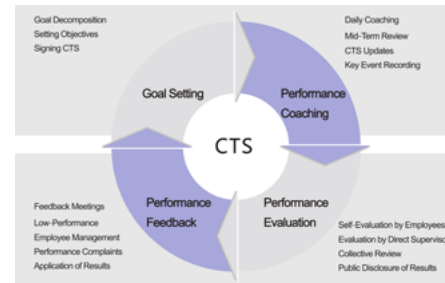 Goal Decomposition
Setting Objectives
Signing CTS
Daily Coaching
Mid-Term Review
CTS Updates
Key Event Recording
Goal Setting
Performance
Coaching
CTS
Performance
Feedback
Performance
Evaluation
Feedback Meetings
Low-Performance
Employee Management
Performance Complaints
Application of Results
Self-Evaluation by Employees
Evaluation by Direct Superviso
Collective Review
Public Disclosure of Results